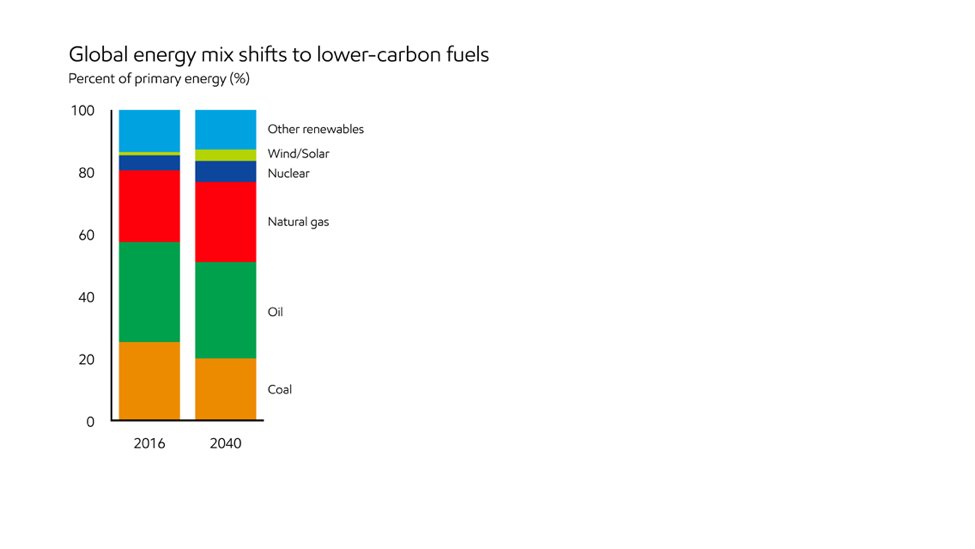 Global energy mix shifts to lower-carbon fuels
Percent of primary energy (%)
100
80
60
40
20
0
Other renewables
Wind/Solar
Nuclear
Natural gas
Oil
Coal
2016
2040